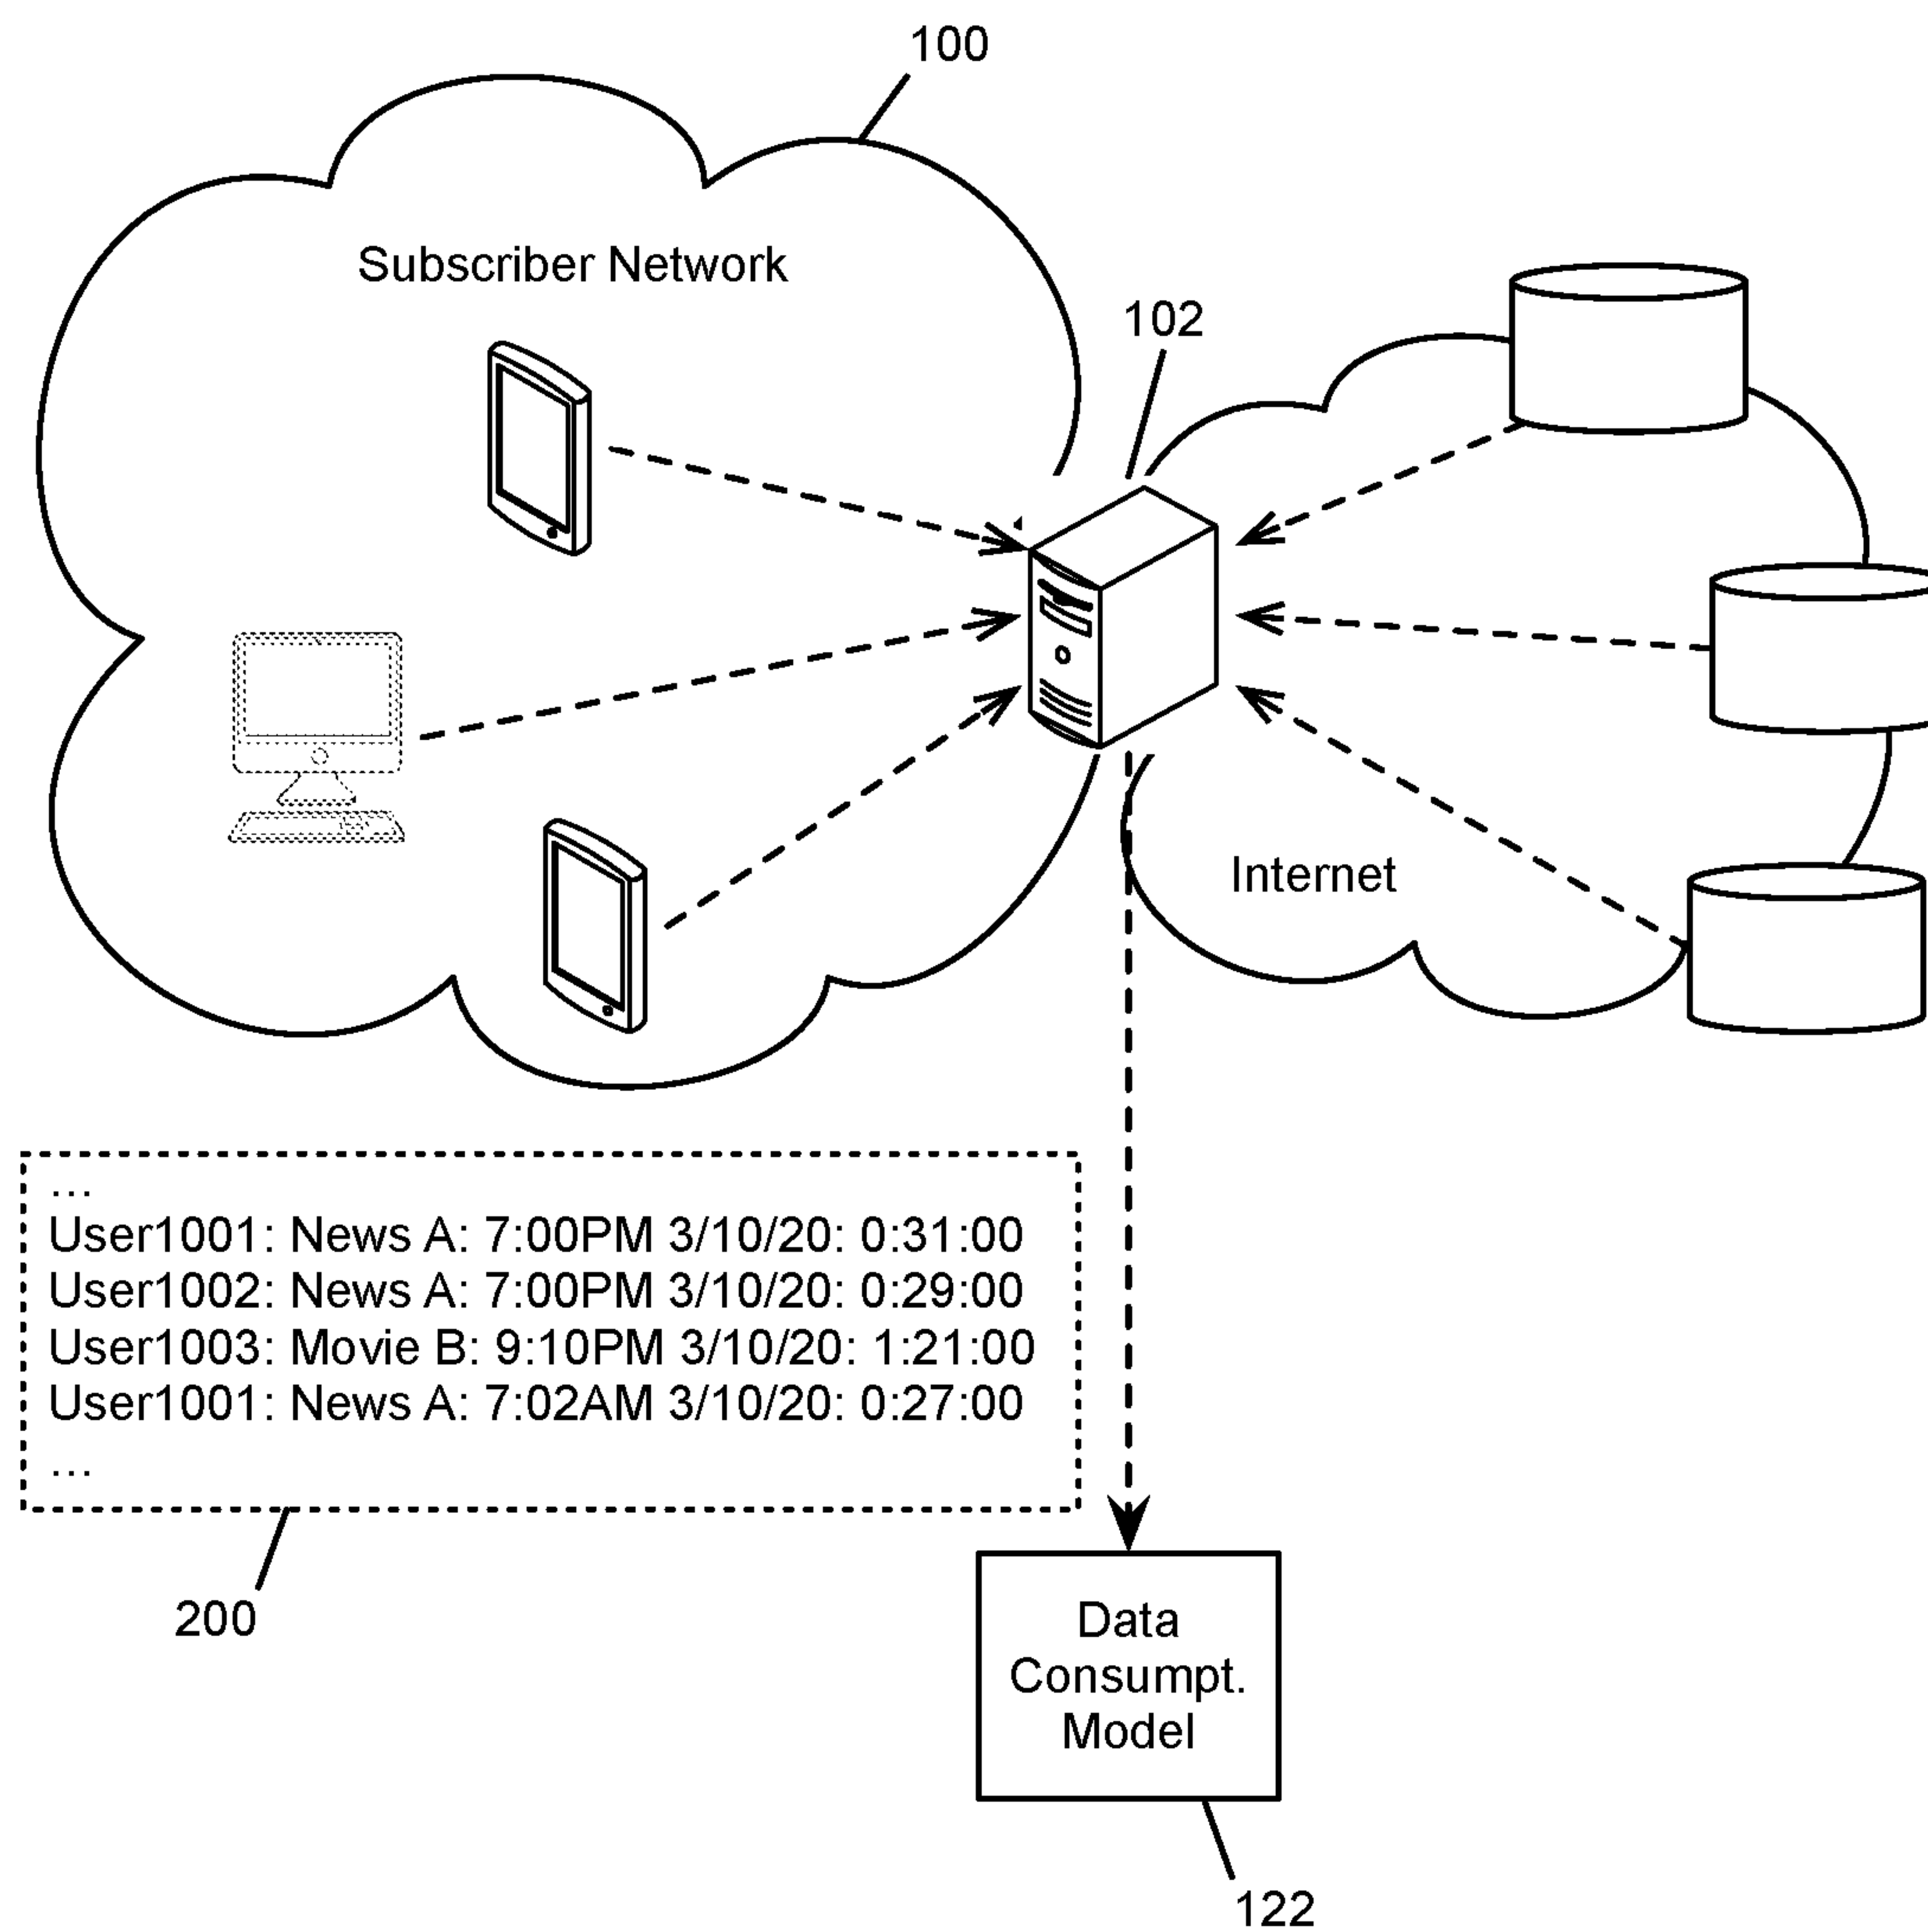 100
Subscriber Network
102
Internet
...
User1001: News A: 7:00PM 3/10/20: 0:31:00
User1002: News A: 7:00PM 3/10/20: 0:29:00
User1003: Movie B: 9:10PM 3/10/20: 1:21:00
User1001: News A: 7:02AM 3/10/20: 0:27:00
...
200
Data
Consumpt.
Model
122